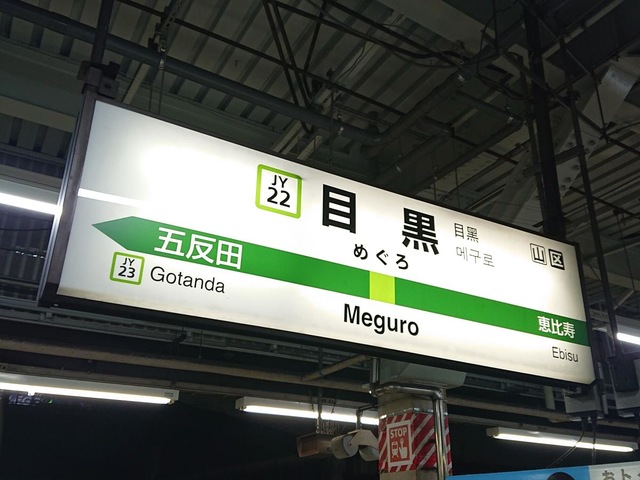 JY
22
目黒
目黑
메구로
山 区
めぐろ
五反田
恵比寿
JY
23
Gotanda
Meguro
Ebisu
STOP